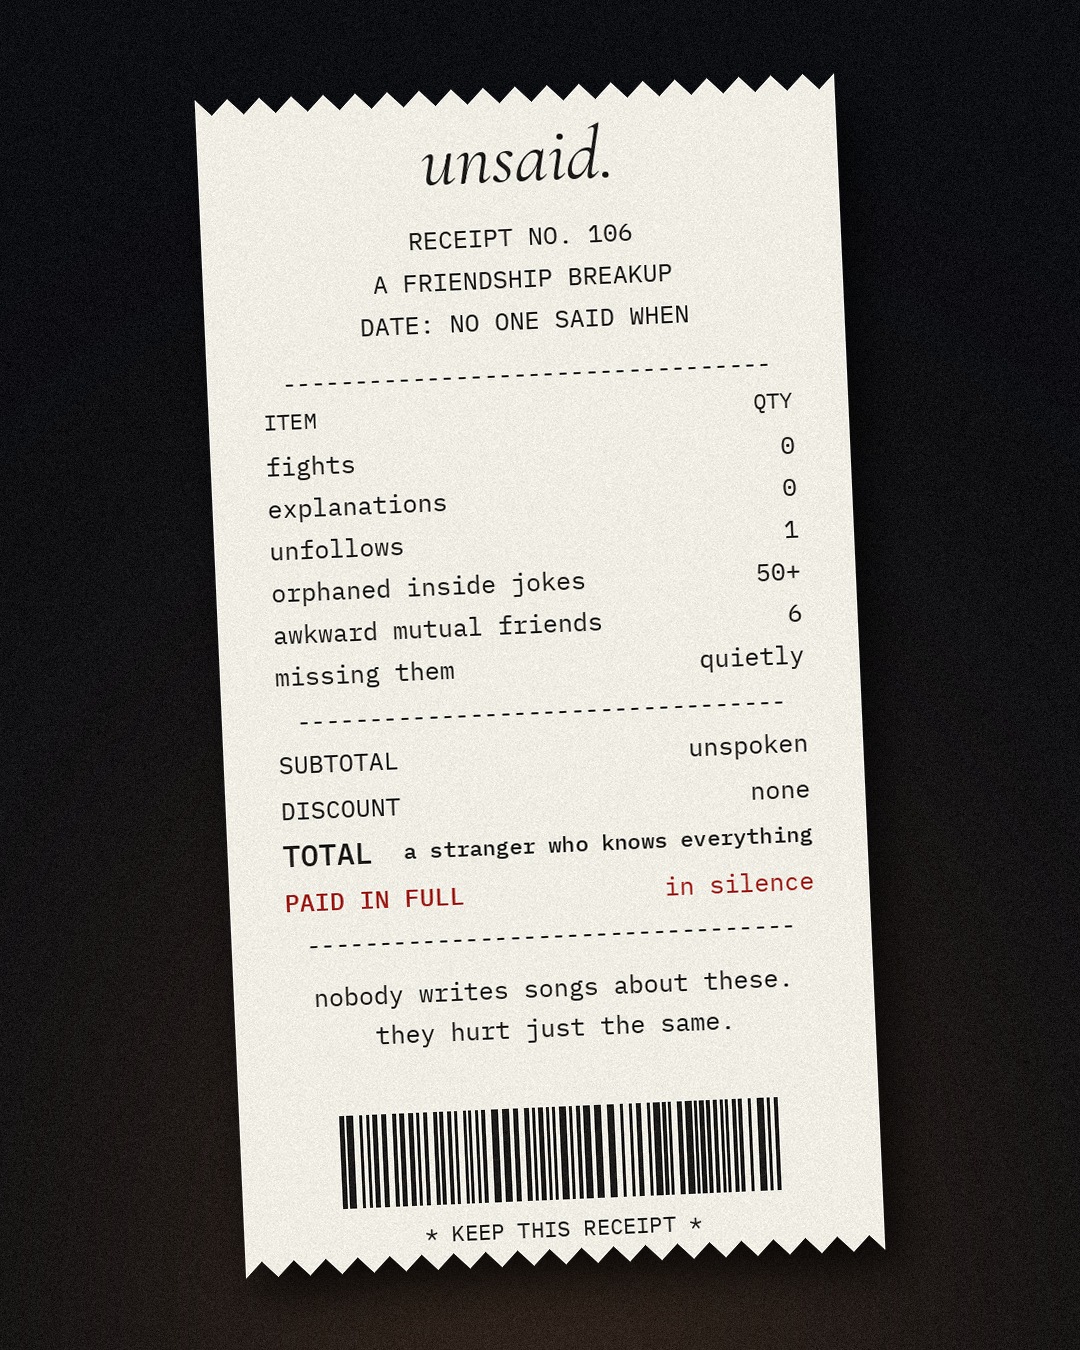 unsaid.
RECEIPT NO. 106
A FRIENDSHIP BREAKUP
DATE: NO ONE SAID WHEN
----------------------------------
ITEM QTY
fights 0
explanations 0
unfollows 1
orphaned inside jokes 50+
awkward mutual friends 6
missing them quietly
----------------------------------
SUBTOTAL unspoken
DISCOUNT none
TOTAL a stranger who knows everything
PAID IN FULL in silence
----------------------------------
nobody writes songs about these.
they hurt just the same.
* KEEP THIS RECEIPT *